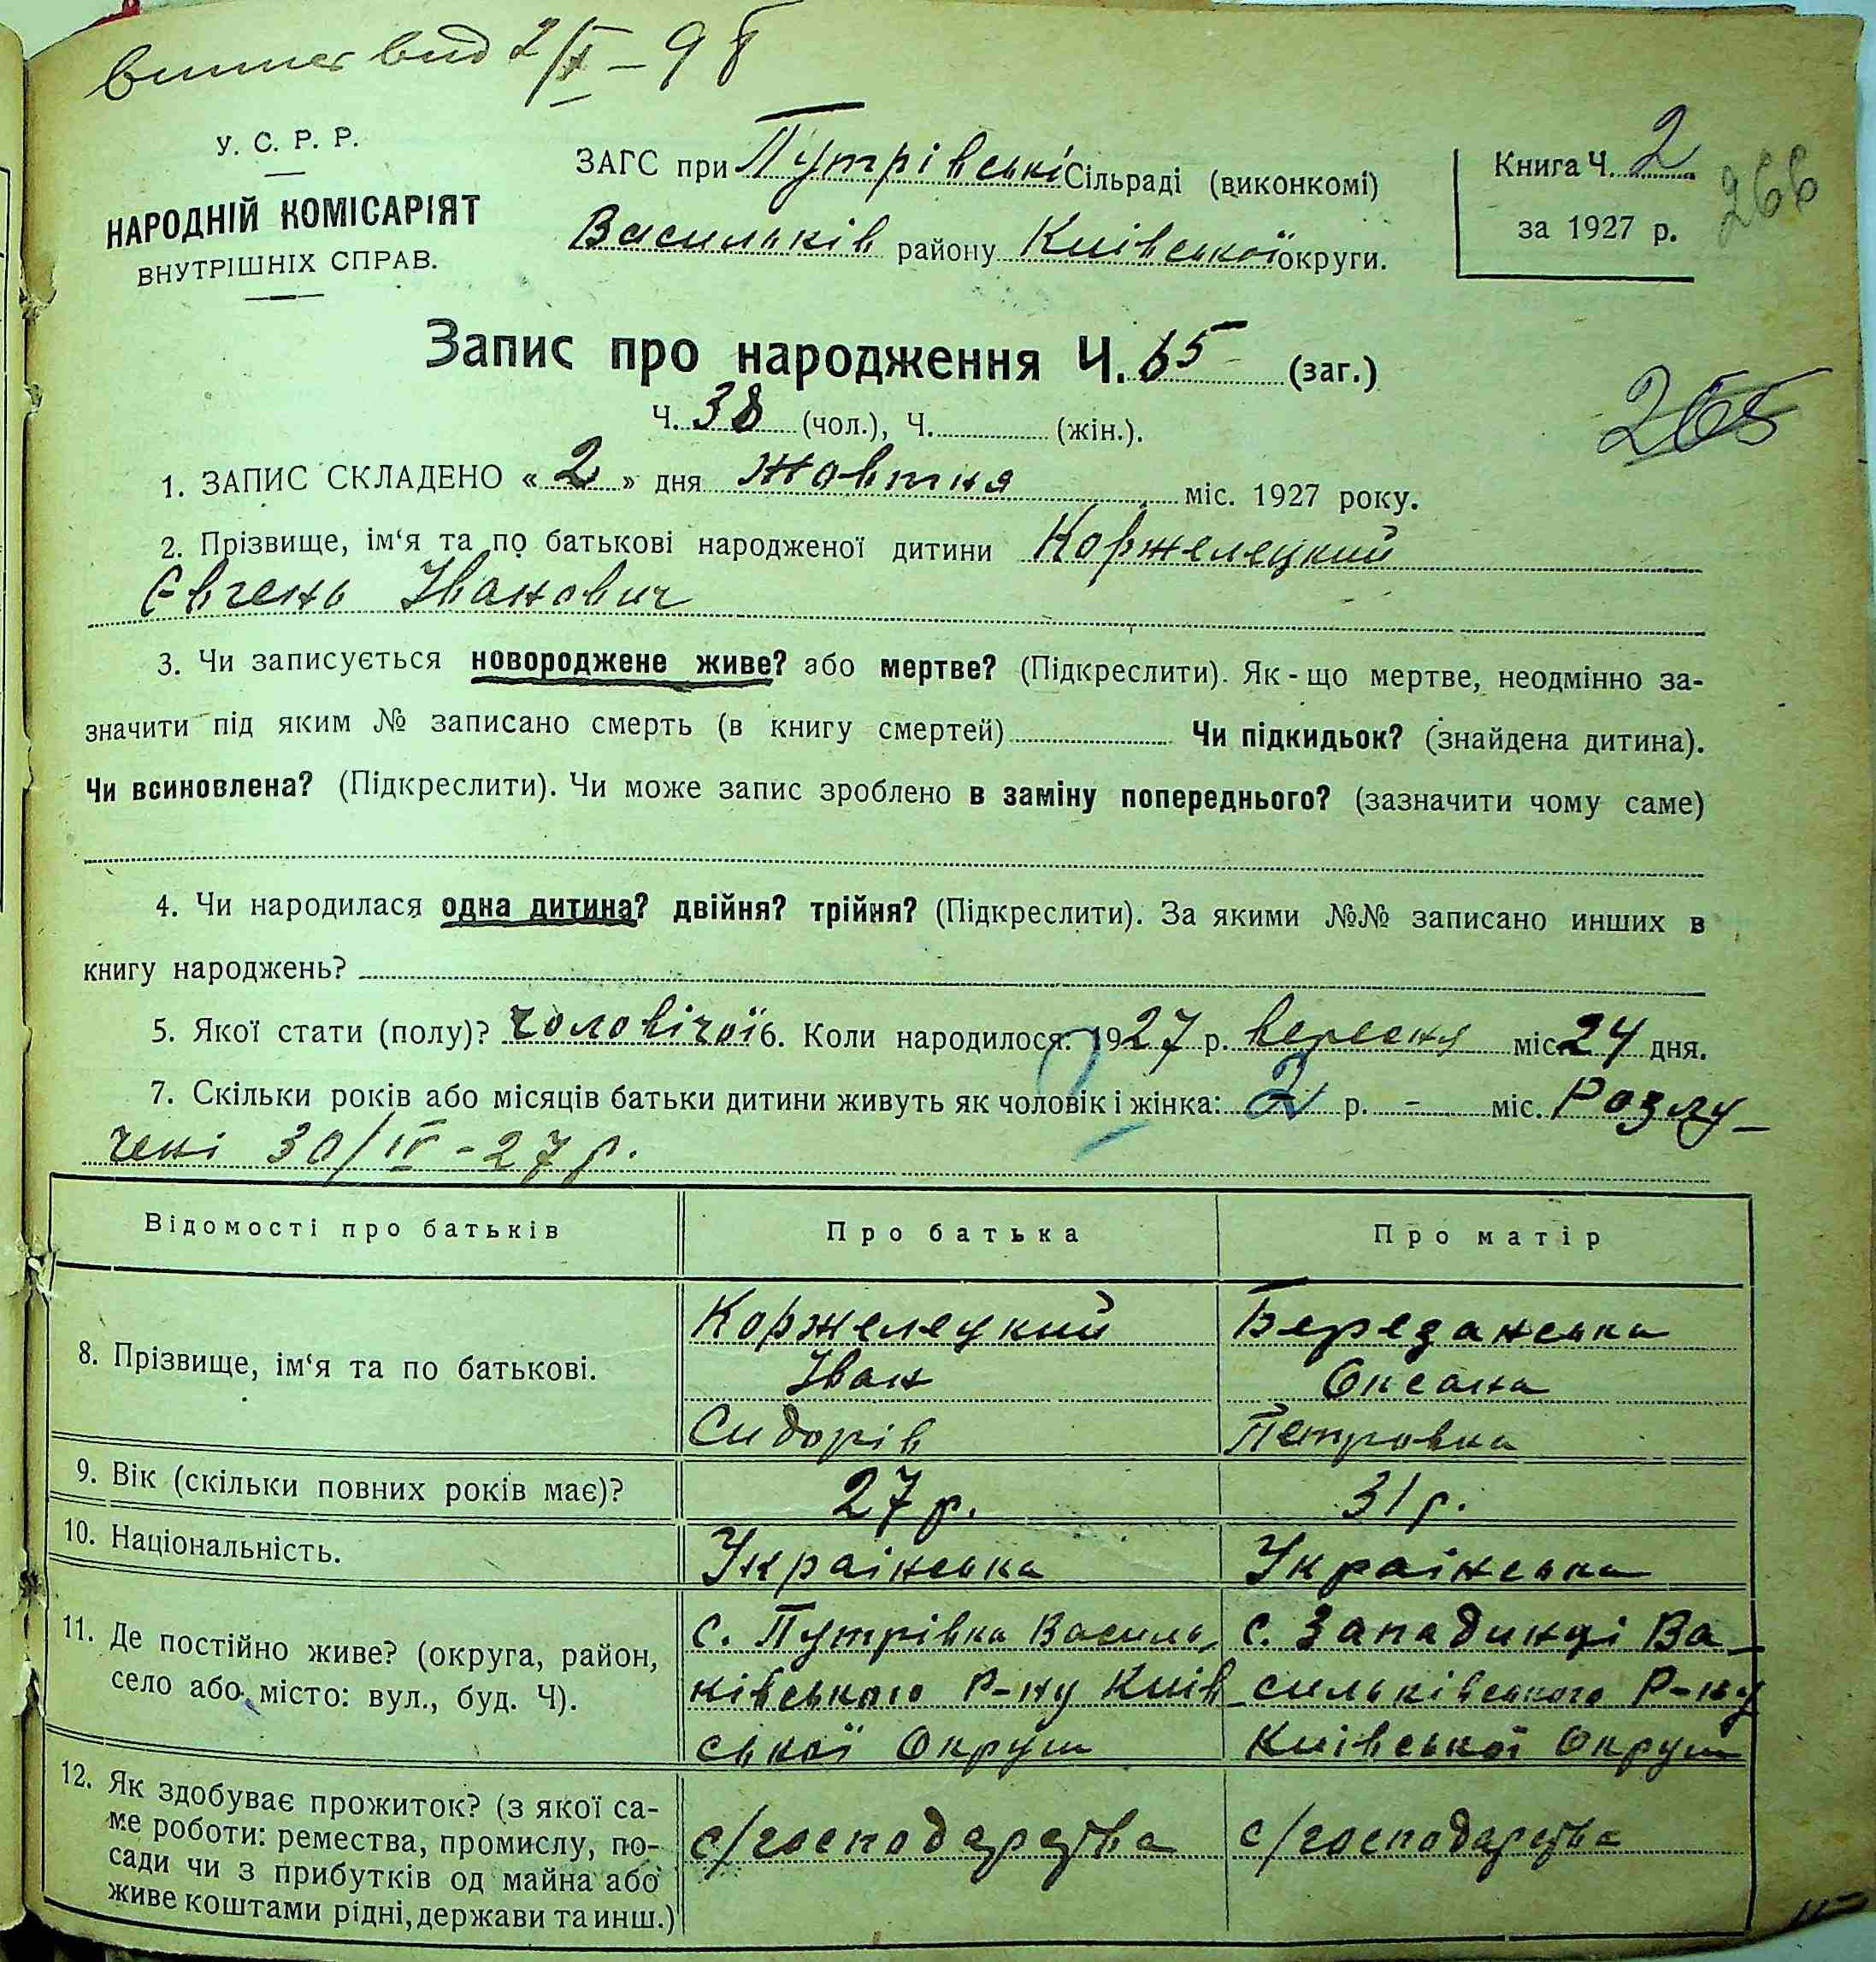 вид 2/X – 9
У. С. Р. Р.
НАРОДНІЙ КОМІСАРІЯТ
ВНУТРІШНІХ СПРАВ.
ЗАГС при Путрівські Сільраді (виконкомі)
Васильків району Київської округи.
Книга Ч. 2
за 1927 р.
266
Запис про народження Ч. 65 (заг.)
Ч. 38 (чол.), Ч. (жін.).
265
1. ЗАПИС СКЛАДЕНО « 2 » дня Жовтня міс. 1927 року.
2. Прізвище, ім‘я та по батькові народженої дитини Коржелецкий
Євгень Іванович
3. Чи записується новороджене живе? або мертве? (Підкреслити). Як - що мертве, неодмінно за-
значити під яким № записано смерть (в книгу смертей) Чи підкидьок? (знайдена дитина).
Чи всиновлена? (Підкреслити). Чи може запис зроблено в заміну попереднього? (зазначити чому саме)
4. Чи народилася одна дитина? двійня? трійня? (Підкреслити). За якими №№ записано инших в
книгу народжень?
5. Якої стати (полу)? чоловічої 6. Коли народилося: 1927 р. вересня міс. 24 дня.
7. Скільки років або місяців батьки дитини живуть як чоловік і жінка: 2 р. - міс. Розлу-
чені 30/IV - 27 р.
Відомості про батьків Про батька Про матір
8. Прізвище, ім‘я та по батькові.
Коржелецкий
Іван
Сидорів
Березанська
Оксана
Петровна
9. Вік (скільки повних років має)? 27 р. 31 р.
10. Національність. Українська Українська
11. Де постійно живе? (округа, район,
село або місто: вул., буд. Ч).
с. Путрівка Василь
ківського Р-ну Київ
ської Округи
с. Западинці Ва-
сильківського Р-ну
Київської Округи
12. Як здобуває прожиток? (з якої са-
ме роботи: ремества, промислу, по-
сади чи з прибутків од майна або
живе коштами рідні, держави та инш.)
с/господарства
с/господарства